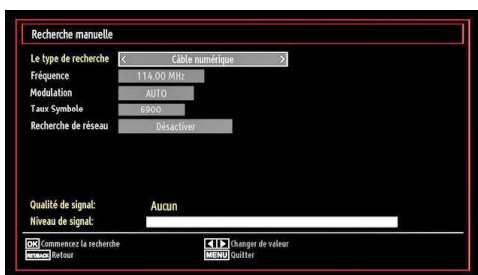 Recherche manuelle
Le type de recherche < Câble numérique >
Fréquence 114.00 MHz
Modulation AUTO
Taux Symbole 6900
Recherche de réseau Désactiver
Qualité de signal: Aucun
Niveau de signal:
OK Commencez la recherche Changer de valeur
RET/BACK Retour MENU Quitter